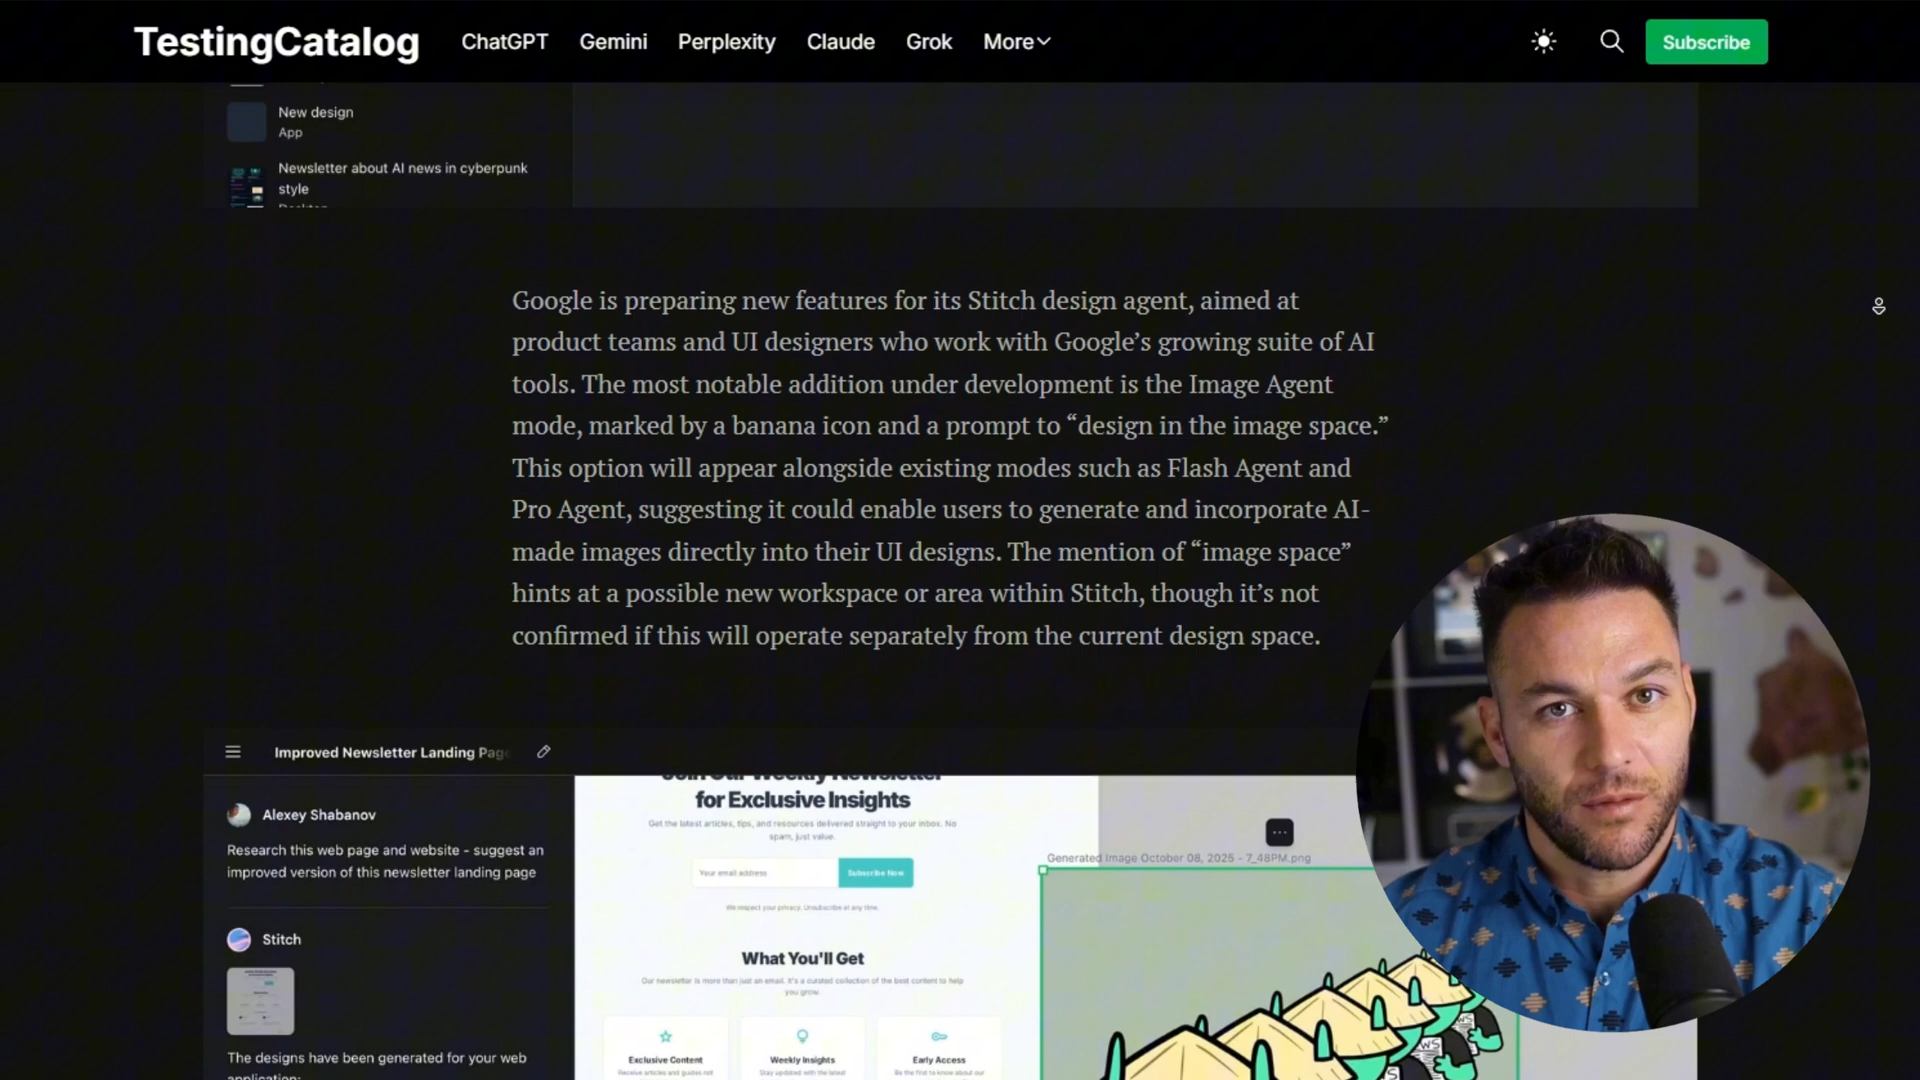 TestingCatalog
ChatGPT Gemini Perplexity Claude Grok More
Subscribe
New design
App
Newsletter about AI news in cyberpunk
style
Google is preparing new features for its Stitch design agent, aimed at
product teams and UI designers who work with Google’s growing suite of AI
tools. The most notable addition under development is the Image Agent
mode, marked by a banana icon and a prompt to “design in the image space.”
This option will appear alongside existing modes such as Flash Agent and
Pro Agent, suggesting it could enable users to generate and incorporate AI-
made images directly into their UI designs. The mention of “image space”
hints at a possible new workspace or area within Stitch, though it’s not
confirmed if this will operate separately from the current design space.
Improved Newsletter Landing Page
Alexey Shabanov
Research this web page and website - suggest an
improved version of this newsletter landing page
Stitch
The designs have been generated for your web
application:
Join Our Weekly Newsletter
for Exclusive Insights
Get the latest articles, tips, and resources delivered straight to your inbox. No
spam, just value.
Your email address
Subscribe Now
We respect your privacy. Unsubscribe at any time.
What You'll Get
Our newsletter is more than just an email. It's a curated collection of the best content to help
you grow.
Exclusive Content
Receive articles and guides not
Weekly Insights
Stay updated with the latest
Early Access
Be the first to know about our
Generated Image October 08, 2025 - 7_48PM.png